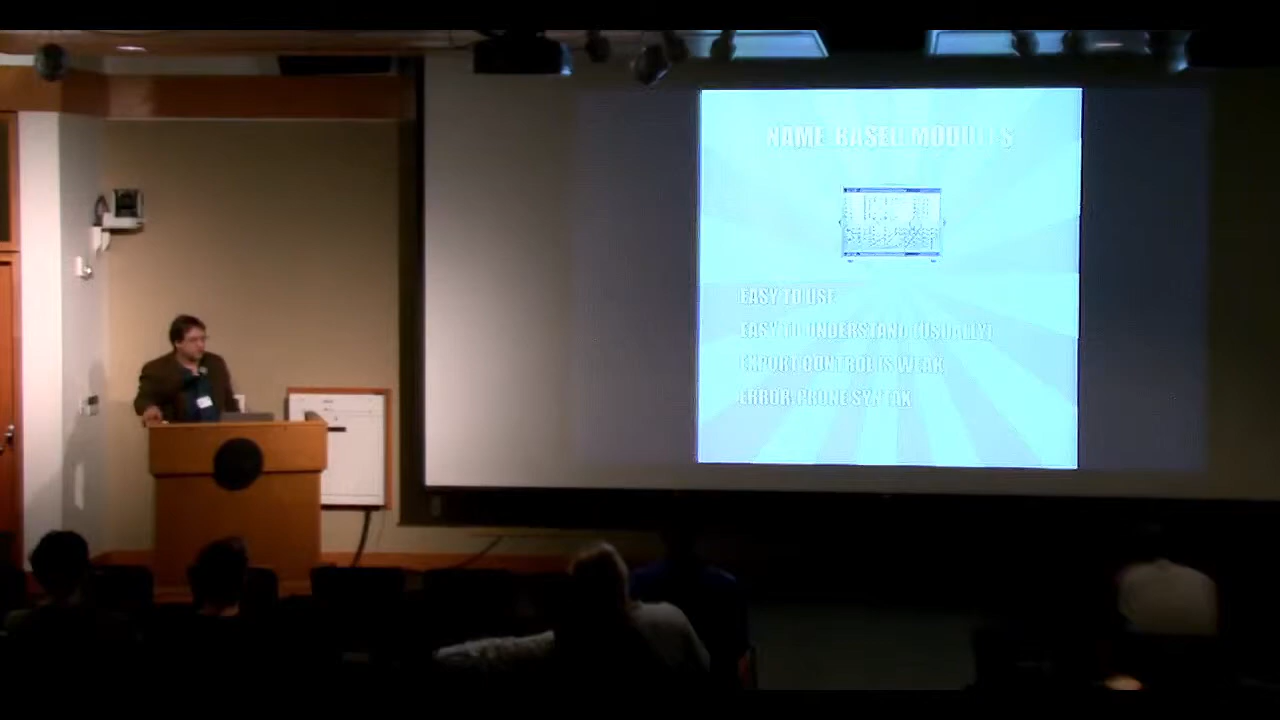 NAME BASED MODULES
EASY TO USE
EASY TO UNDERSTAND (USUALLY)
EXPORT CONTROL IS WEAK
ERROR PRONE SYNTAX